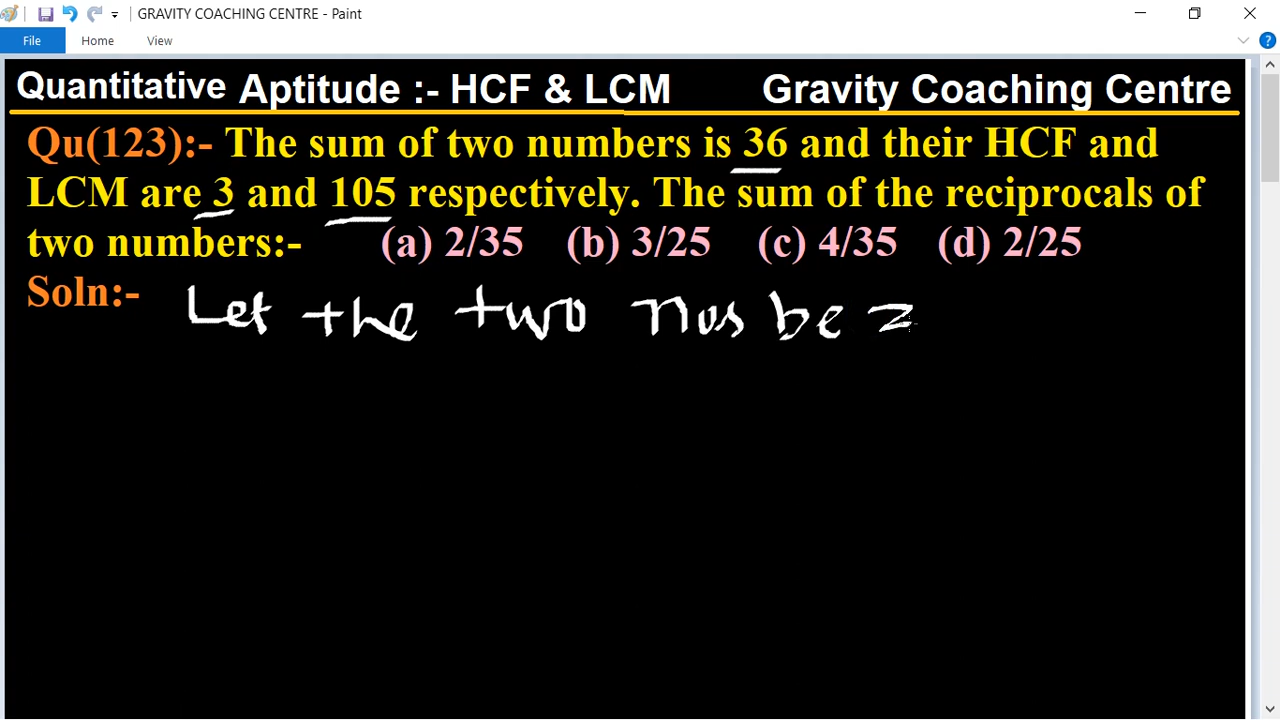 GRAVITY COACHING CENTRE - Paint
File Home View
Quantitative Aptitude :- HCF & LCM Gravity Coaching Centre
Qu(123):- The sum of two numbers is 36 and their HCF and
LCM are 3 and 105 respectively. The sum of the reciprocals of
two numbers:- (a) 2/35 (b) 3/25 (c) 4/35 (d) 2/25
Soln:- Let the two nos be